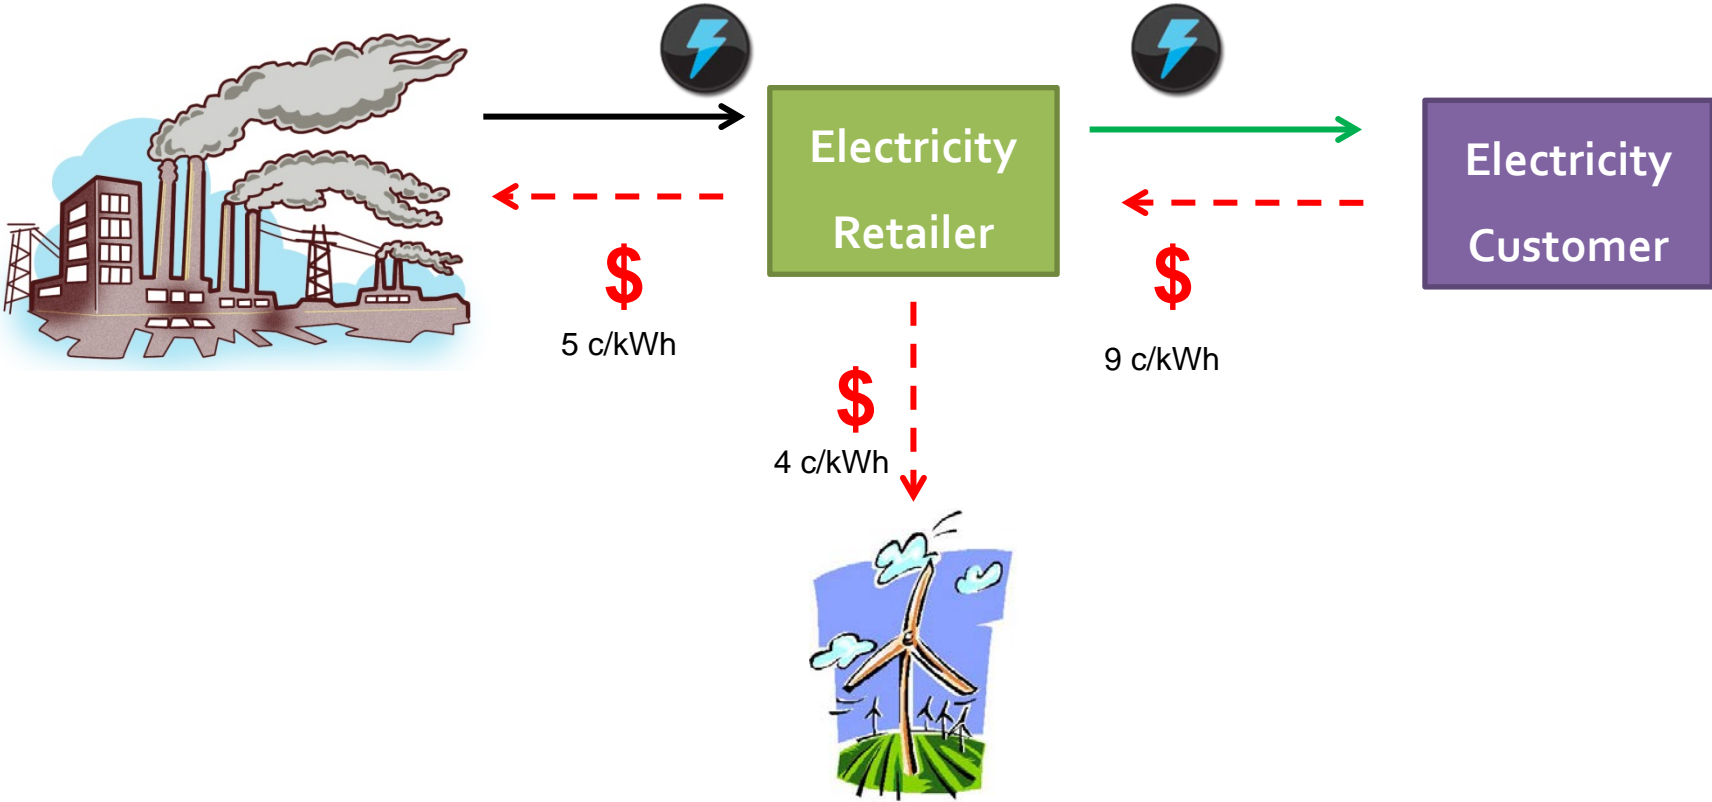 Electricity
Retailer
Electricity
Customer
$
5 c/kWh
$
9 c/kWh
$
4 c/kWh